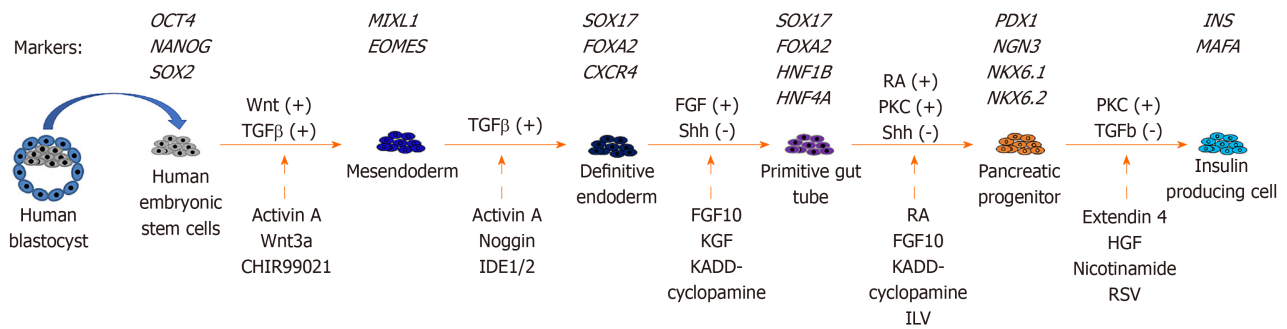 Markers:
OCT4
NANOG
SOX2
MIXL1
EOMES
SOX17
FOXA2
CXCR4
SOX17
FOXA2
HNF1B
HNF4A
PDX1
NGN3
NKX6.1
NKX6.2
INS
MAFA
Wnt (+)
TGFβ (+)
TGFβ (+)
FGF (+)
Shh (-)
RA (+)
PKC (+)
Shh (-)
PKC (+)
TGFb (-)
Human
blastocyst
Human
embryonic
stem cells
Mesendoderm
Definitive
endoderm
Primitive gut
tube
Pancreatic
progenitor
Insulin
producing cell
Activin A
Wnt3a
CHIR99021
Activin A
Noggin
IDE1/2
FGF10
KGF
KADD-
cyclopamine
RA
FGF10
KADD-
cyclopamine
ILV
Extendin 4
HGF
Nicotinamide
RSV